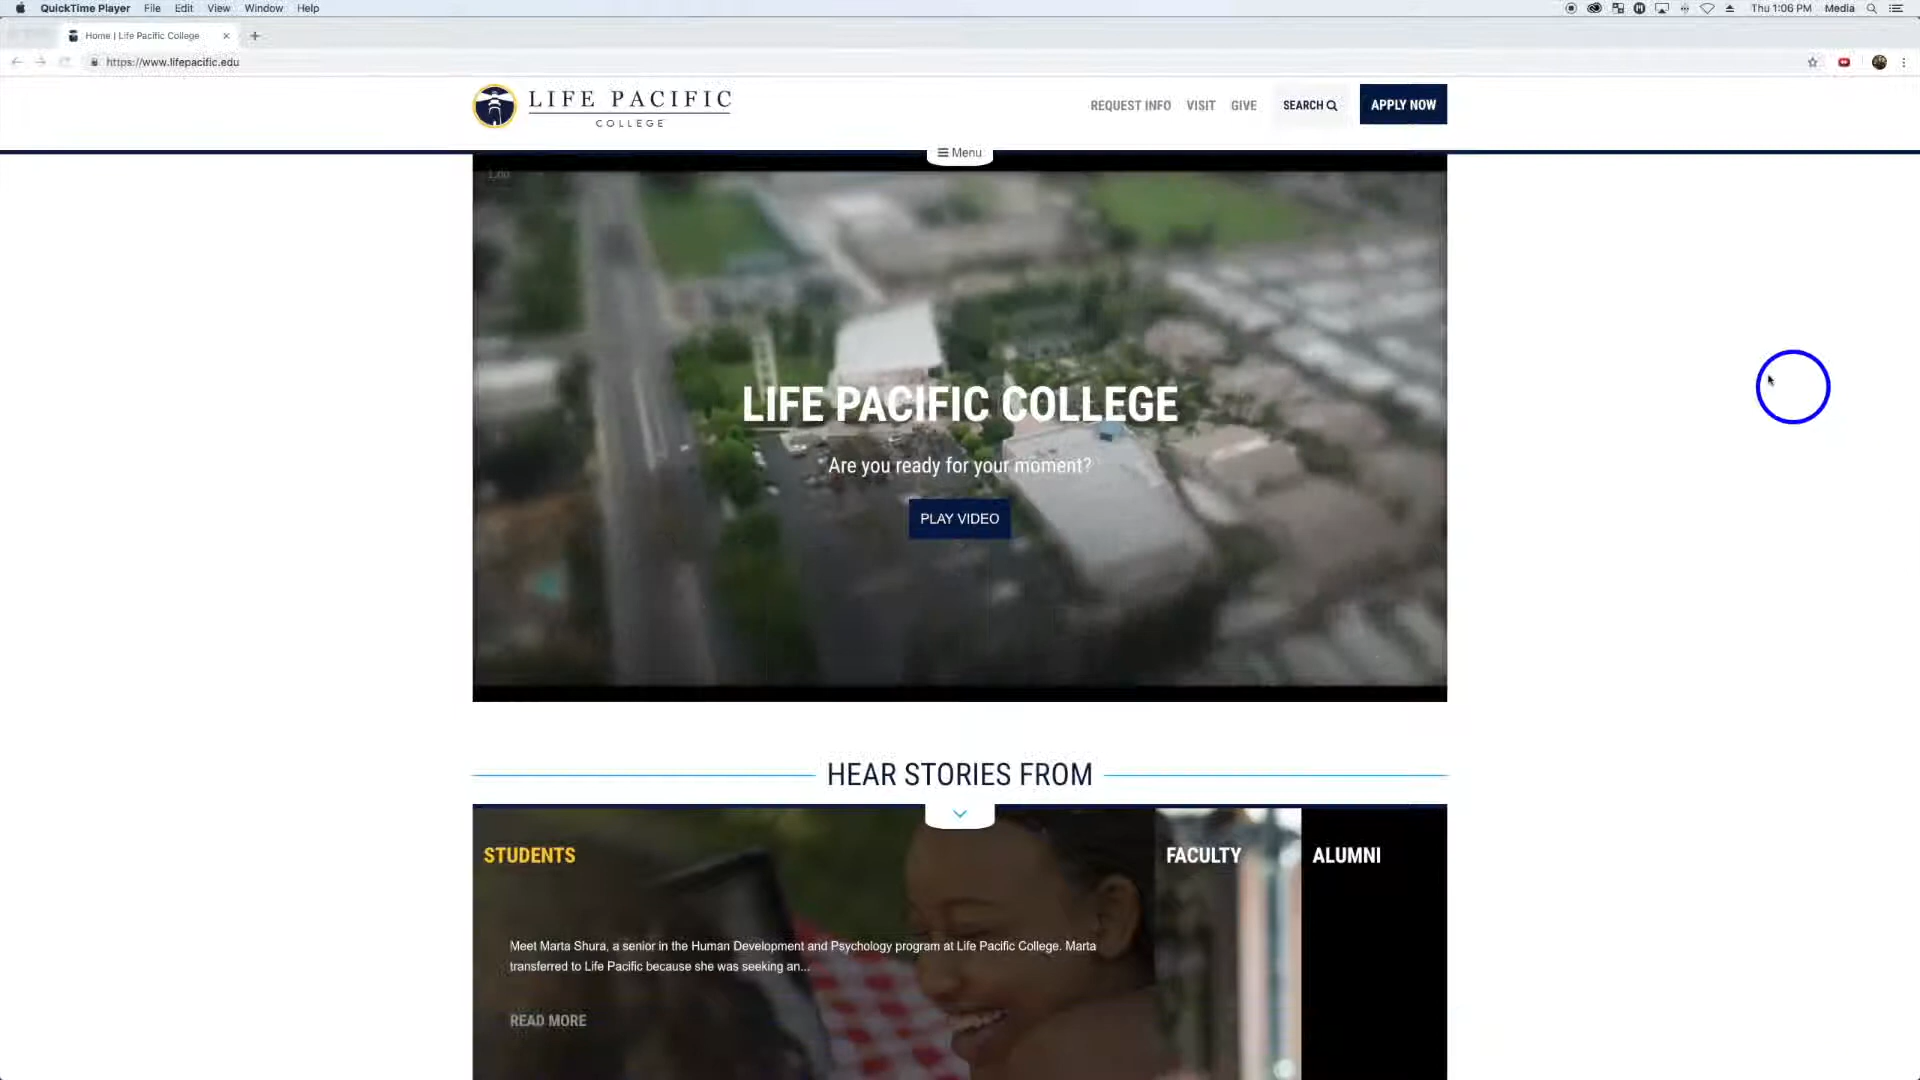 QuickTime Player File Edit View Window Help Thu 1:06 PM Media
Home | Life Pacific College
https://www.lifepacific.edu
LIFE PACIFIC
COLLEGE
REQUEST INFO VISIT GIVE SEARCH APPLY NOW
Menu
1.00
LIFE PACIFIC COLLEGE
Are you ready for your moment?
PLAY VIDEO
HEAR STORIES FROM
STUDENTS FACULTY ALUMNI
Meet Marta Shura, a senior in the Human Development and Psychology program at Life Pacific College. Marta
transferred to Life Pacific because she was seeking an...
READ MORE